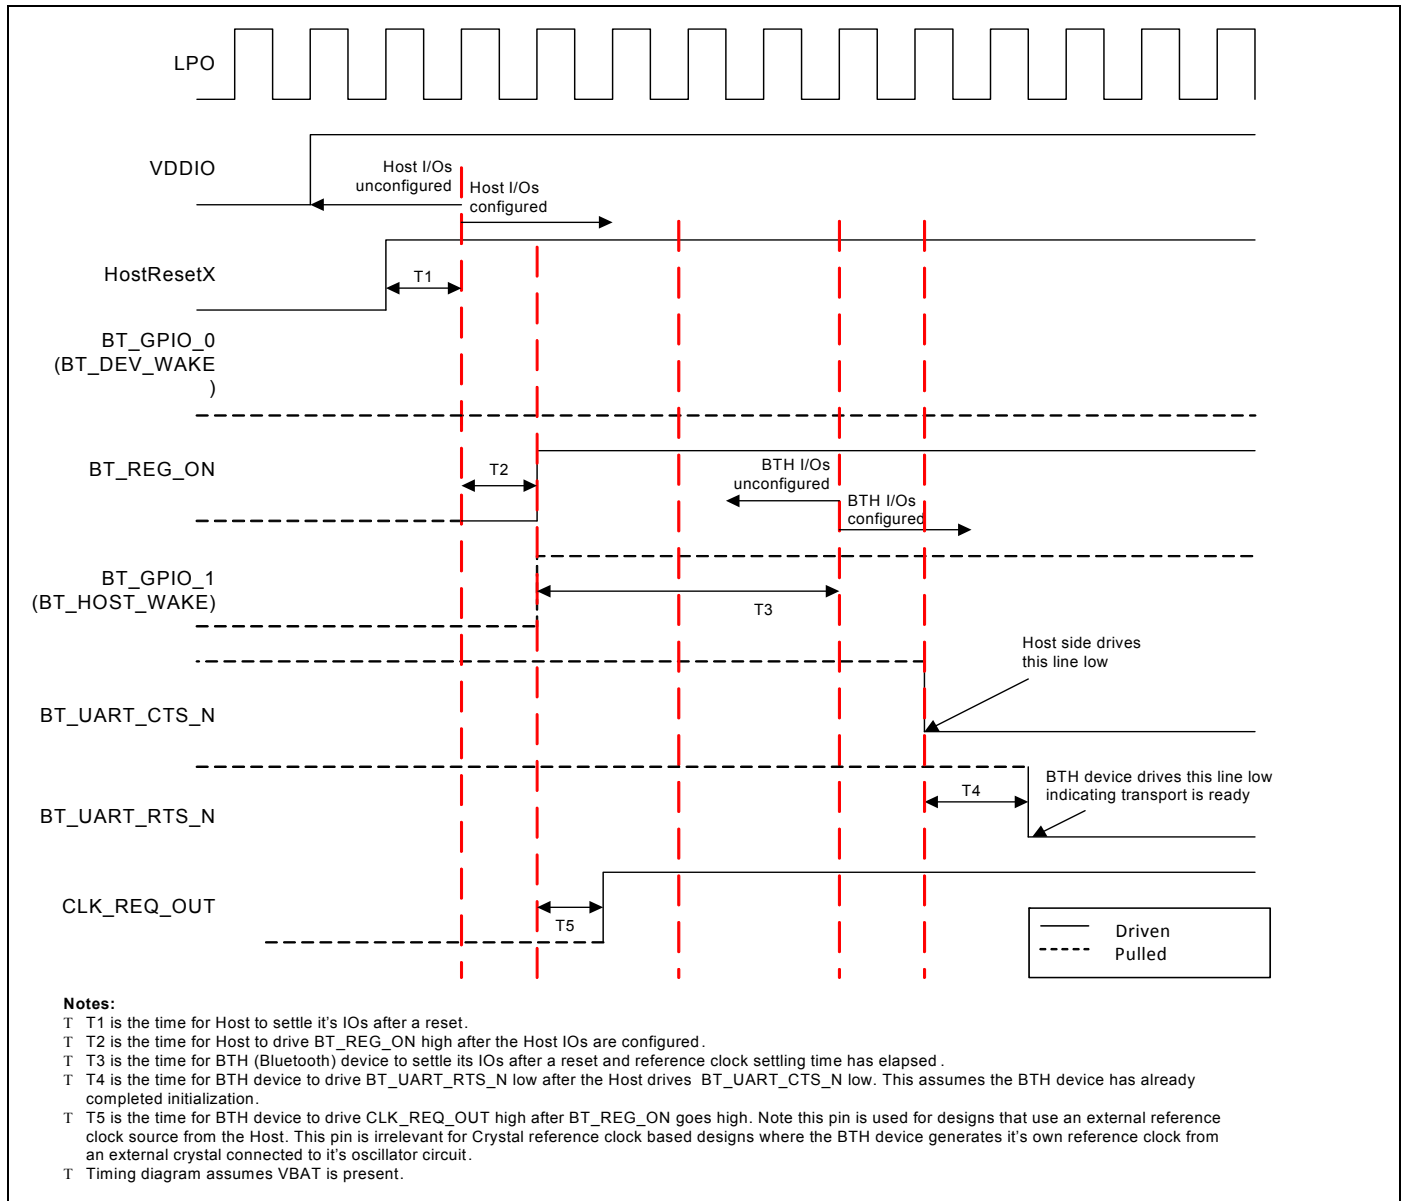 LPO
VDDIO
Host I/Os
unconfigured
Host I/Os
configured
HostResetX
T1
BT_GPIO_0
(BT_DEV_WAKE
)
BT_REG_ON
T2
BTH I/Os
unconfigured
BTH I/Os
configured
BT_GPIO_1
(BT_HOST_WAKE)
T3
Host side drives
this line low
BT_UART_CTS_N
BTH device drives this line low
indicating transport is ready
T4
BT_UART_RTS_N
CLK_REQ_OUT
T5
Driven
Pulled
Notes:
T T1 is the time for Host to settle it's IOs after a reset.
T T2 is the time for Host to drive BT_REG_ON high after the Host IOs are configured.
T T3 is the time for BTH (Bluetooth) device to settle its IOs after a reset and reference clock settling time has elapsed.
T T4 is the time for BTH device to drive BT_UART_RTS_N low after the Host drives BT_UART_CTS_N low. This assumes the BTH device has already
completed initialization.
T T5 is the time for BTH device to drive CLK_REQ_OUT high after BT_REG_ON goes high. Note this pin is used for designs that use an external reference
clock source from the Host. This pin is irrelevant for Crystal reference clock based designs where the BTH device generates it's own reference clock from
an external crystal connected to it's oscillator circuit.
T Timing diagram assumes VBAT is present.